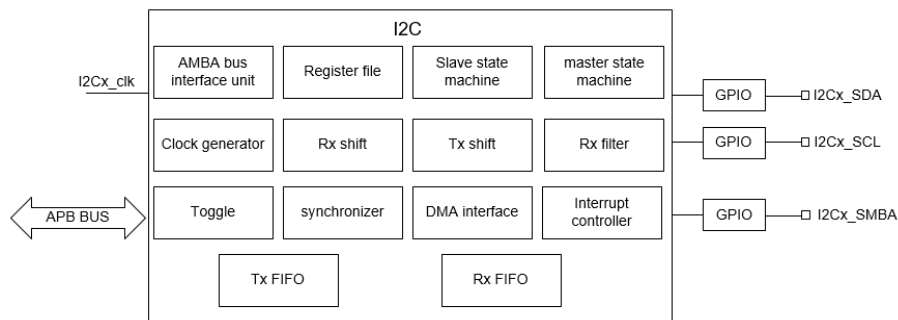 I2C
AMBA bus
interface unit
Register file
Slave state
machine
master state
machine
I2Cx_clk
GPIO
I2Cx_SDA
Clock generator
Rx shift
Tx shift
Rx filter
GPIO
I2Cx_SCL
APB BUS
Toggle
synchronizer
DMA interface
Interrupt
controller
GPIO
I2Cx_SMBA
Tx FIFO
Rx FIFO